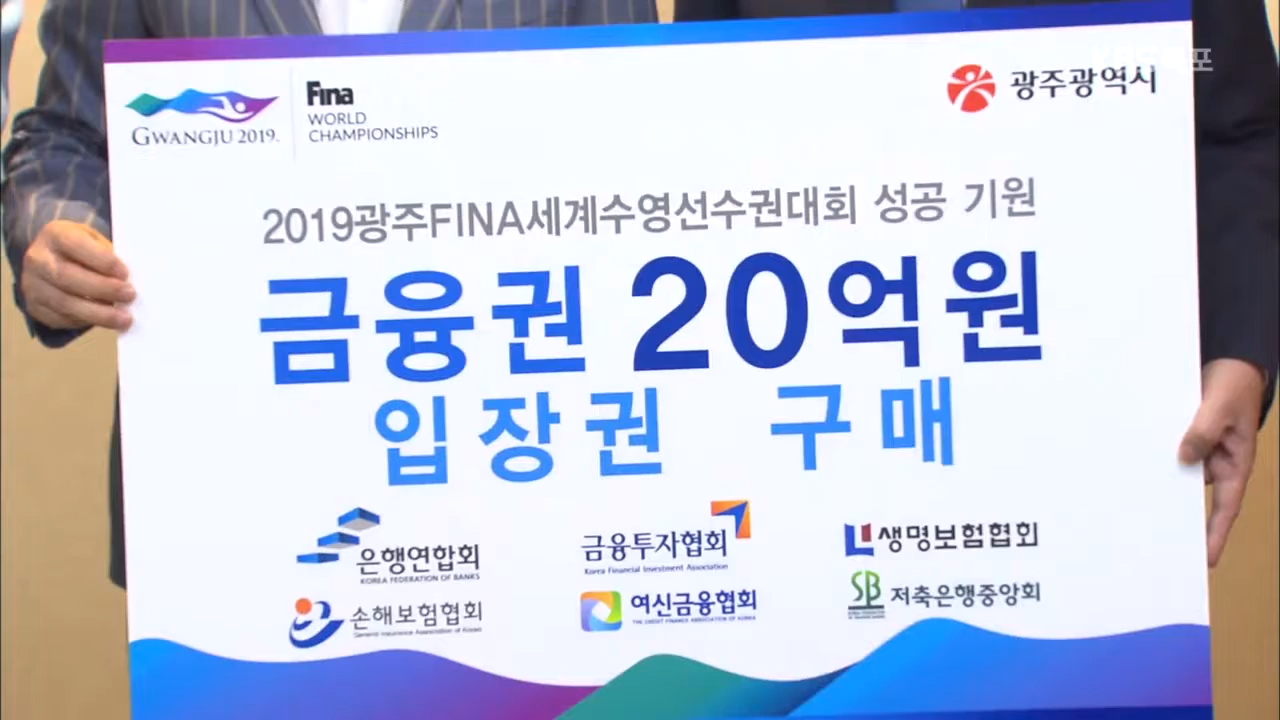 GWANGJU 2019.
Fina
WORLD
CHAMPIONSHIPS
광주광역시
2019광주FINA세계수영선수권대회 성공 기원
금융권 20억원
입장권 구매
은행연합회
KOREA FEDERATION OF BANKS
금융투자협회
Korea Financial Investment Association
생명보험협회
손해보험협회
General Insurance Association of Korea
여신금융협회
THE CREDIT FINANCE ASSOCIATION OF KOREA
SB
저축은행중앙회